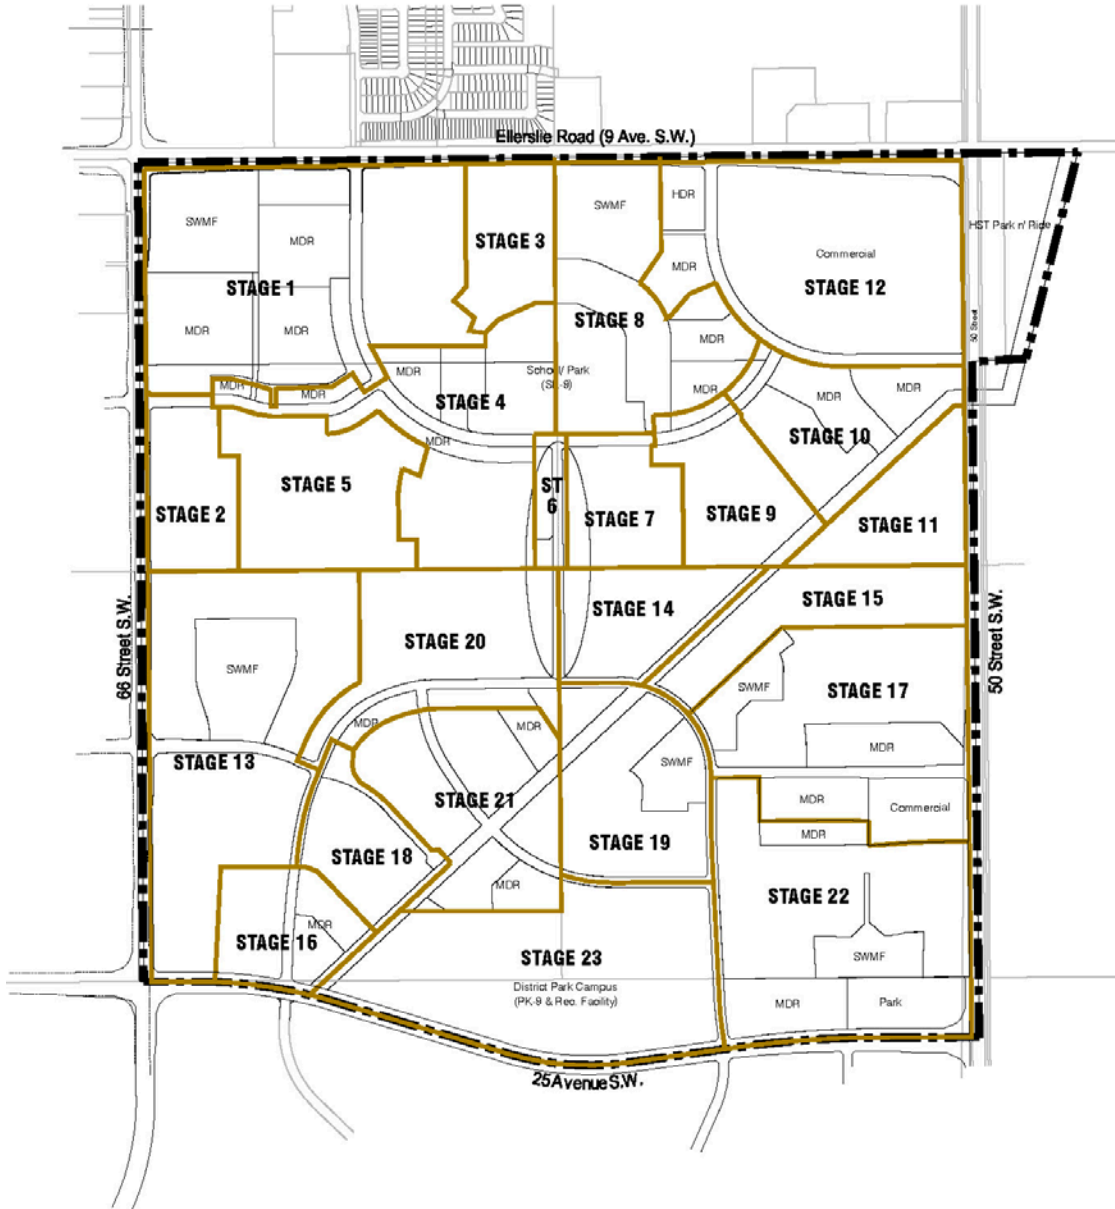 Ellerslie Road (9 Ave. S.W.)
HDR
SWMF
SWMF
HST Park n' Ride
STAGE 3
MDR
Commercial
MDR
STAGE 1
STAGE 12
STAGE 8
50 Street
MDR
MDR
MDR
School/ Park
MDR
MDR
(SE-9)
MDR
MDR
MDR
MDR
STAGE 4
STAGE 10
MDR
STAGE 5
ST
6
STAGE 2
STAGE 7
STAGE 9
STAGE 11
STAGE 15
STAGE 14
66 Street S.W.
STAGE 20
50 Street S.W.
SWMF
SWMF
STAGE 17
MDR
MDR
MDR
STAGE 13
SWMF
STAGE 21
MDR
Commercial
MDR
STAGE 19
STAGE 18
MDR
STAGE 22
MDR
STAGE 16
STAGE 23
SWMF
District Park Campus
(PK-9 & Rec. Facility)
MDR
Park
25 Avenue S.W.